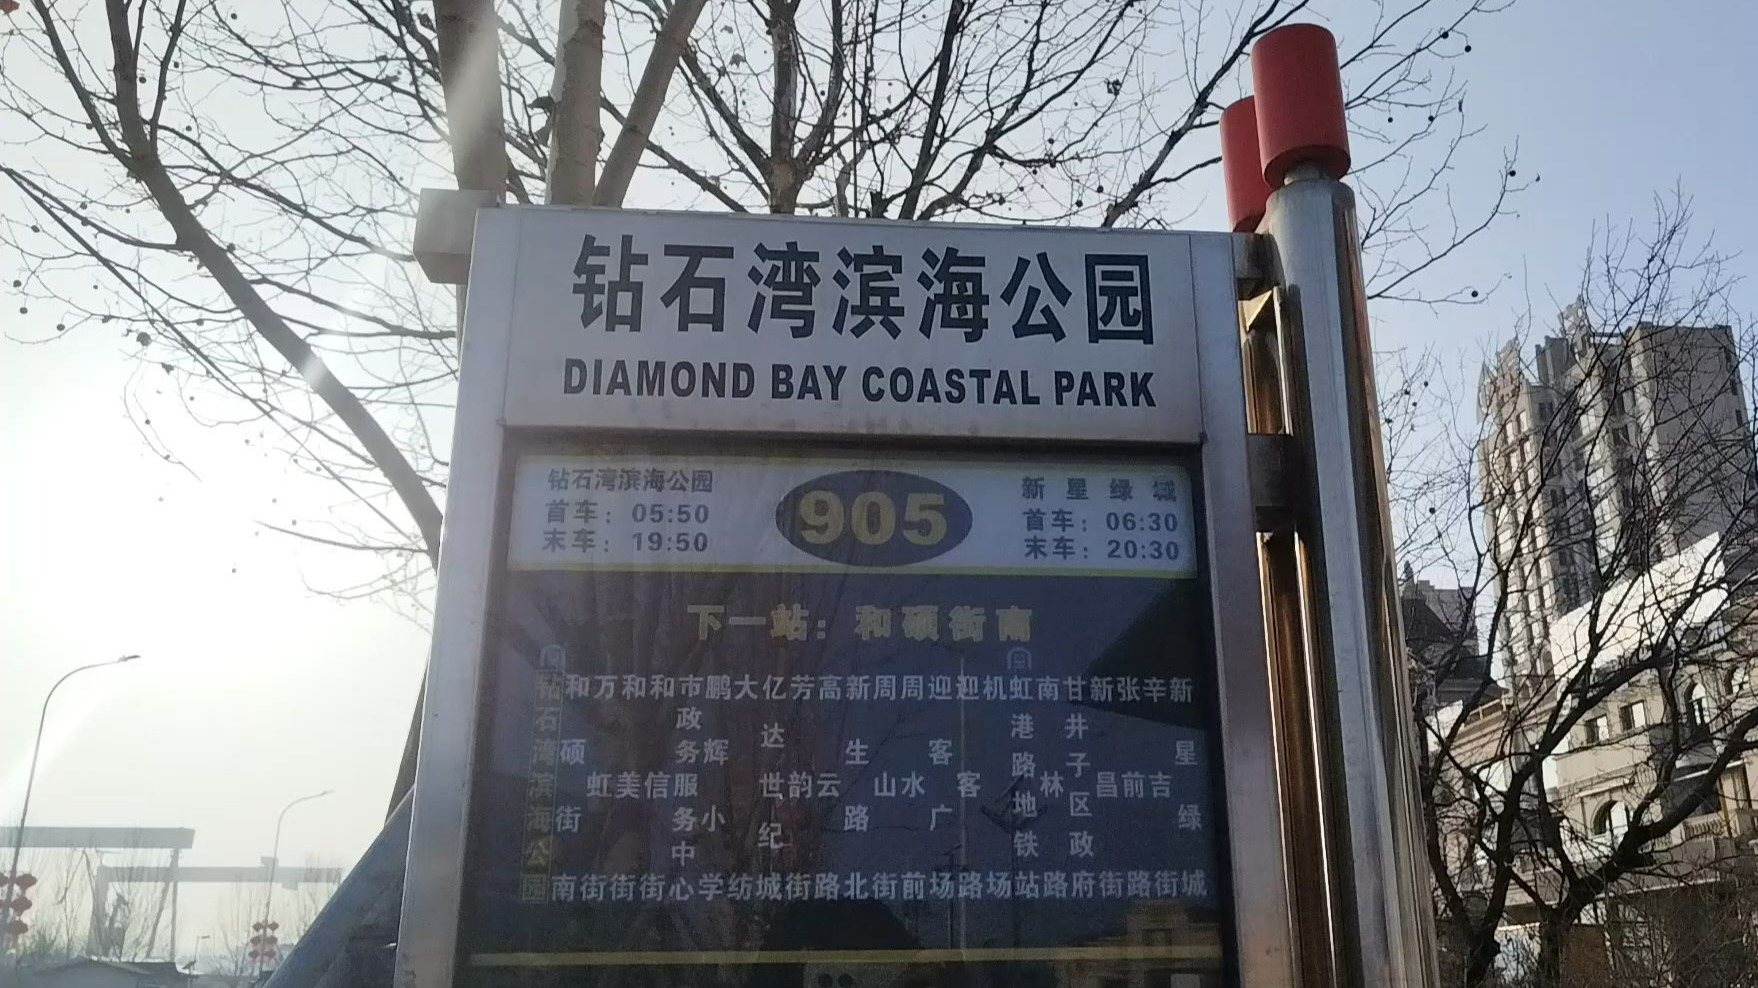 钻石湾滨海公园
DIAMOND BAY COASTAL PARK
钻石湾滨海公园
首车：05:50
末车：19:50
905
新星绿城
首车：06:30
末车：20:30
下一站：和硕街南
钻石湾滨海公园
和硕街南
万虹街
和美街
和信街
市政务服务中心
鹏辉小学
大纺
亿达世纪城
芳韵街
高云路
新生路北
周山街
周水前
迎客广场
迎客路
机场
虹港路地铁站
南林路
甘井子区政府
新昌街
张前路
辛吉街
新星绿城